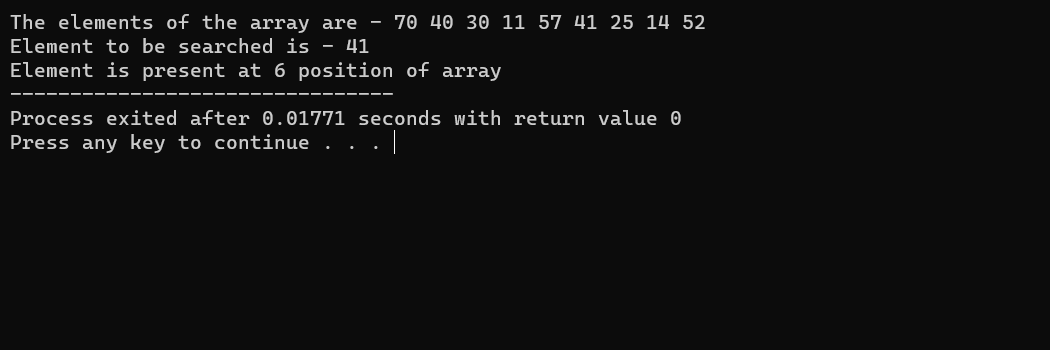 The elements of the array are - 70 40 30 11 57 41 25 14 52
Element to be searched is - 41
Element is present at 6 position of array
--------------------------------
Process exited after 0.01771 seconds with return value 0
Press any key to continue . . .